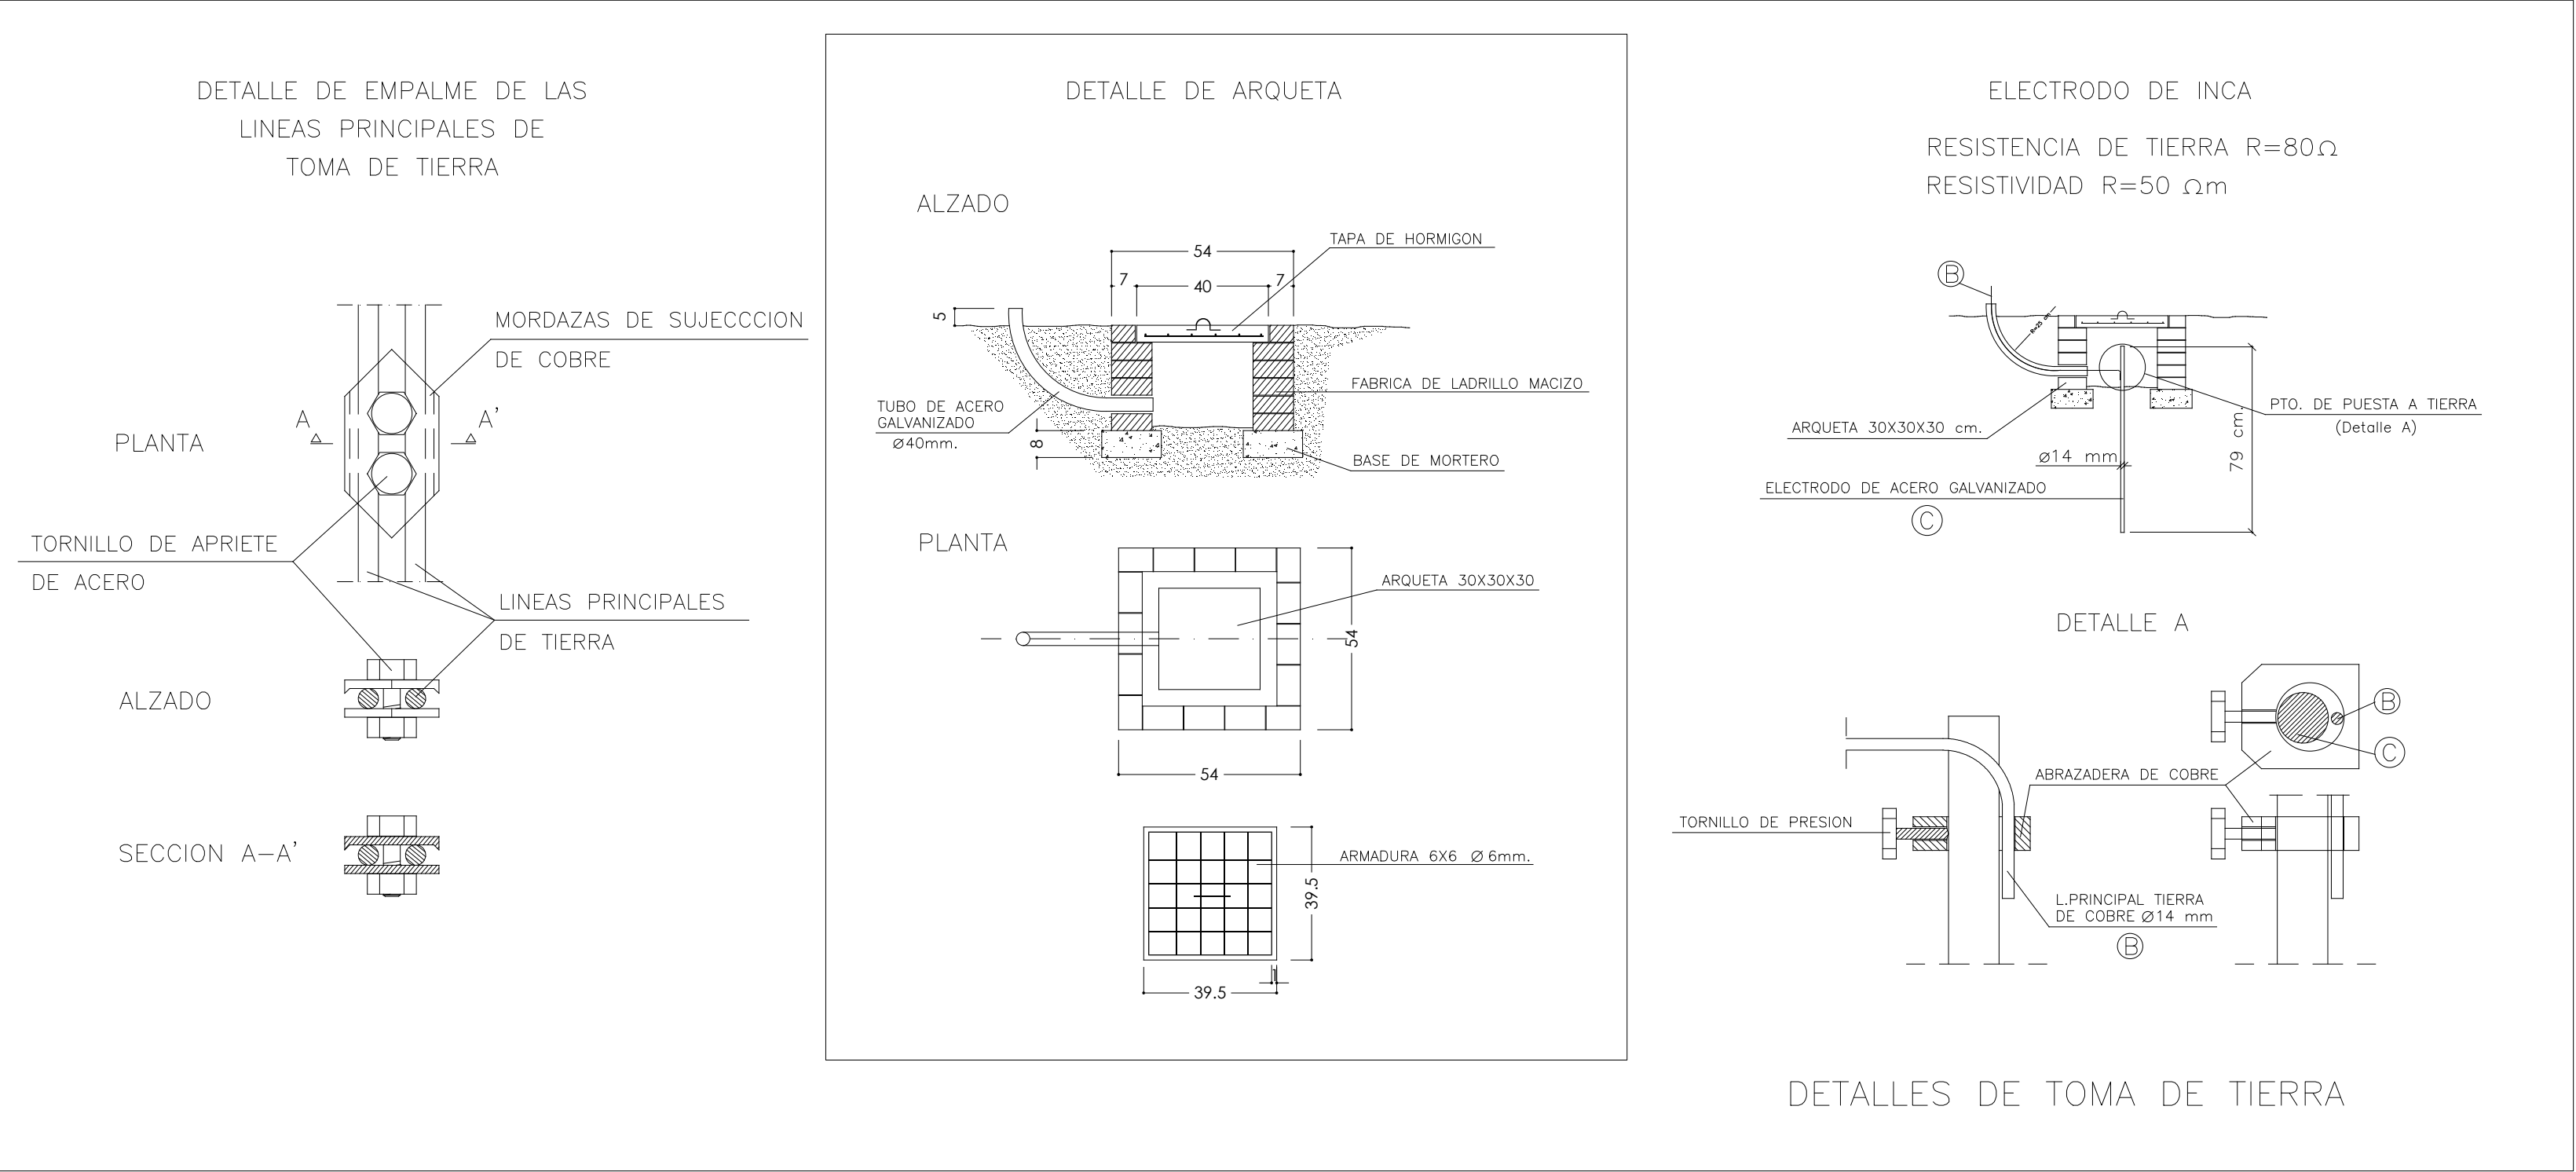 DETALLE DE EMPALME DE LAS
LINEAS PRINCIPALES DE
TOMA DE TIERRA
MORDAZAS DE SUJECCCION
DE COBRE
A
A'
PLANTA
TORNILLO DE APRIETE
DE ACERO
LINEAS PRINCIPALES
DE TIERRA
ALZADO
SECCION A-A'
DETALLE DE ARQUETA
ALZADO
TAPA DE HORMIGON
54
7
40
7
5
FABRICA DE LADRILLO MACIZO
TUBO DE ACERO
GALVANIZADO
Ø40mm.
8
BASE DE MORTERO
PLANTA
ARQUETA 30X30X30
54
54
ARMADURA 6X6 Ø 6mm.
39.5
1
39.5
ELECTRODO DE INCA
RESISTENCIA DE TIERRA R=80Ω
RESISTIVIDAD R=50 Ωm
B
R=25 cm
PTO. DE PUESTA A TIERRA
(Detalle A)
ARQUETA 30X30X30 cm.
Ø14 mm
79 cm.
ELECTRODO DE ACERO GALVANIZADO
C
DETALLE A
B
C
ABRAZADERA DE COBRE
TORNILLO DE PRESION
L.PRINCIPAL TIERRA
DE COBRE Ø14 mm
B
DETALLES DE TOMA DE TIERRA